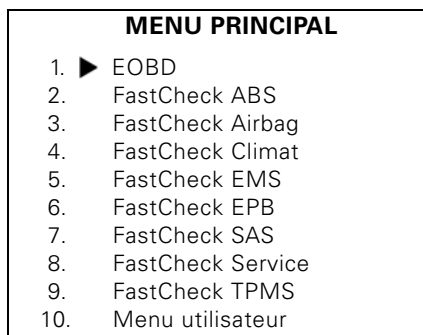 MENU PRINCIPAL
1. ▶ EOBD
2. FastCheck ABS
3. FastCheck Airbag
4. FastCheck Climat
5. FastCheck EMS
6. FastCheck EPB
7. FastCheck SAS
8. FastCheck Service
9. FastCheck TPMS
10. Menu utilisateur